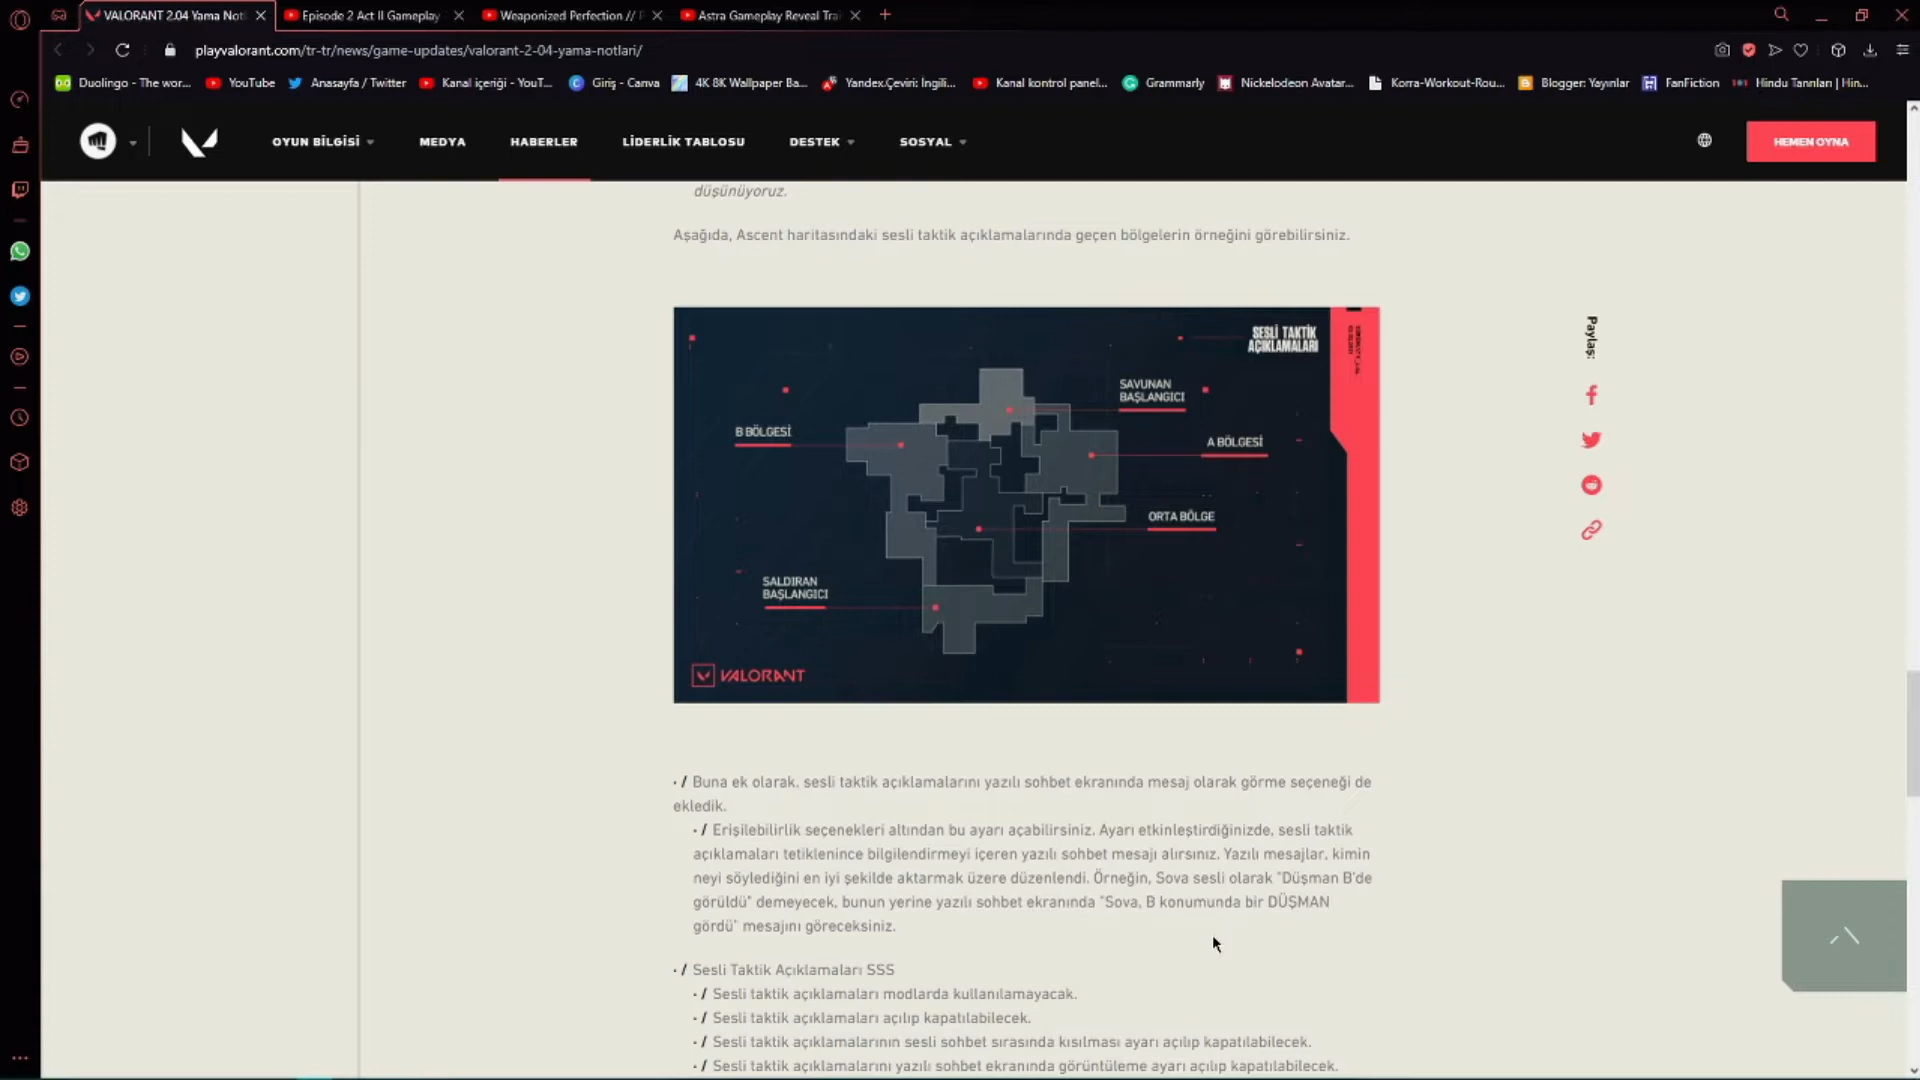 VALORANT 2.04 Yama Not
Episode 2 Act II Gameplay
Weaponized Perfection //
Astra Gameplay Reveal Tra
playvalorant.com/tr-tr/news/game-updates/valorant-2-04-yama-notlari/
Duolingo - The wor...
YouTube
Anasayfa / Twitter
Kanal içeriği - YouT...
Giriş - Canva
4K 8K Wallpaper Ba...
Yandex.Çeviri: İngili...
Kanal kontrol panel...
Grammarly
Nickelodeon Avatar...
Korra-Workout-Rou...
Blogger: Yayınlar
FanFiction
Hindu Tanrıları | Hin...
OYUN BİLGİSİ
MEDYA
HABERLER
LİDERLİK TABLOSU
DESTEK
SOSYAL
HEMEN OYNA
düşünüyoruz.
Aşağıda, Ascent haritasındaki sesli taktik açıklamalarında geçen bölgelerin örneğini görebilirsiniz.
SESLİ TAKTİK
AÇIKLAMALARI
SAVUNAN
BAŞLANGICI
B BÖLGESİ
A BÖLGESİ
ORTA BÖLGE
SALDIRAN
BAŞLANGICI
VALORANT
Paylaş:
· / Buna ek olarak, sesli taktik açıklamalarını yazılı sohbet ekranında mesaj olarak görme seçeneği de
ekledik.
· / Erişilebilirlik seçenekleri altından bu ayarı açabilirsiniz. Ayarı etkinleştirdiğinizde, sesli taktik
açıklamaları tetiklenince bilgilendirmeyi içeren yazılı sohbet mesajı alırsınız. Yazılı mesajlar, kimin
neyi söylediğini en iyi şekilde aktarmak üzere düzenlendi. Örneğin, Sova sesli olarak "Düşman B'de
görüldü" demeyecek, bunun yerine yazılı sohbet ekranında "Sova, B konumunda bir DÜŞMAN
gördü" mesajını göreceksiniz.
· / Sesli Taktik Açıklamaları SSS
· / Sesli taktik açıklamaları modlarda kullanılamayacak.
· / Sesli taktik açıklamaları açılıp kapatılabilecek.
· / Sesli taktik açıklamalarının sesli sohbet sırasında kısılması ayarı açılıp kapatılabilecek.
· / Sesli taktik açıklamalarını yazılı sohbet ekranında görüntüleme ayarı açılıp kapatılabilecek.